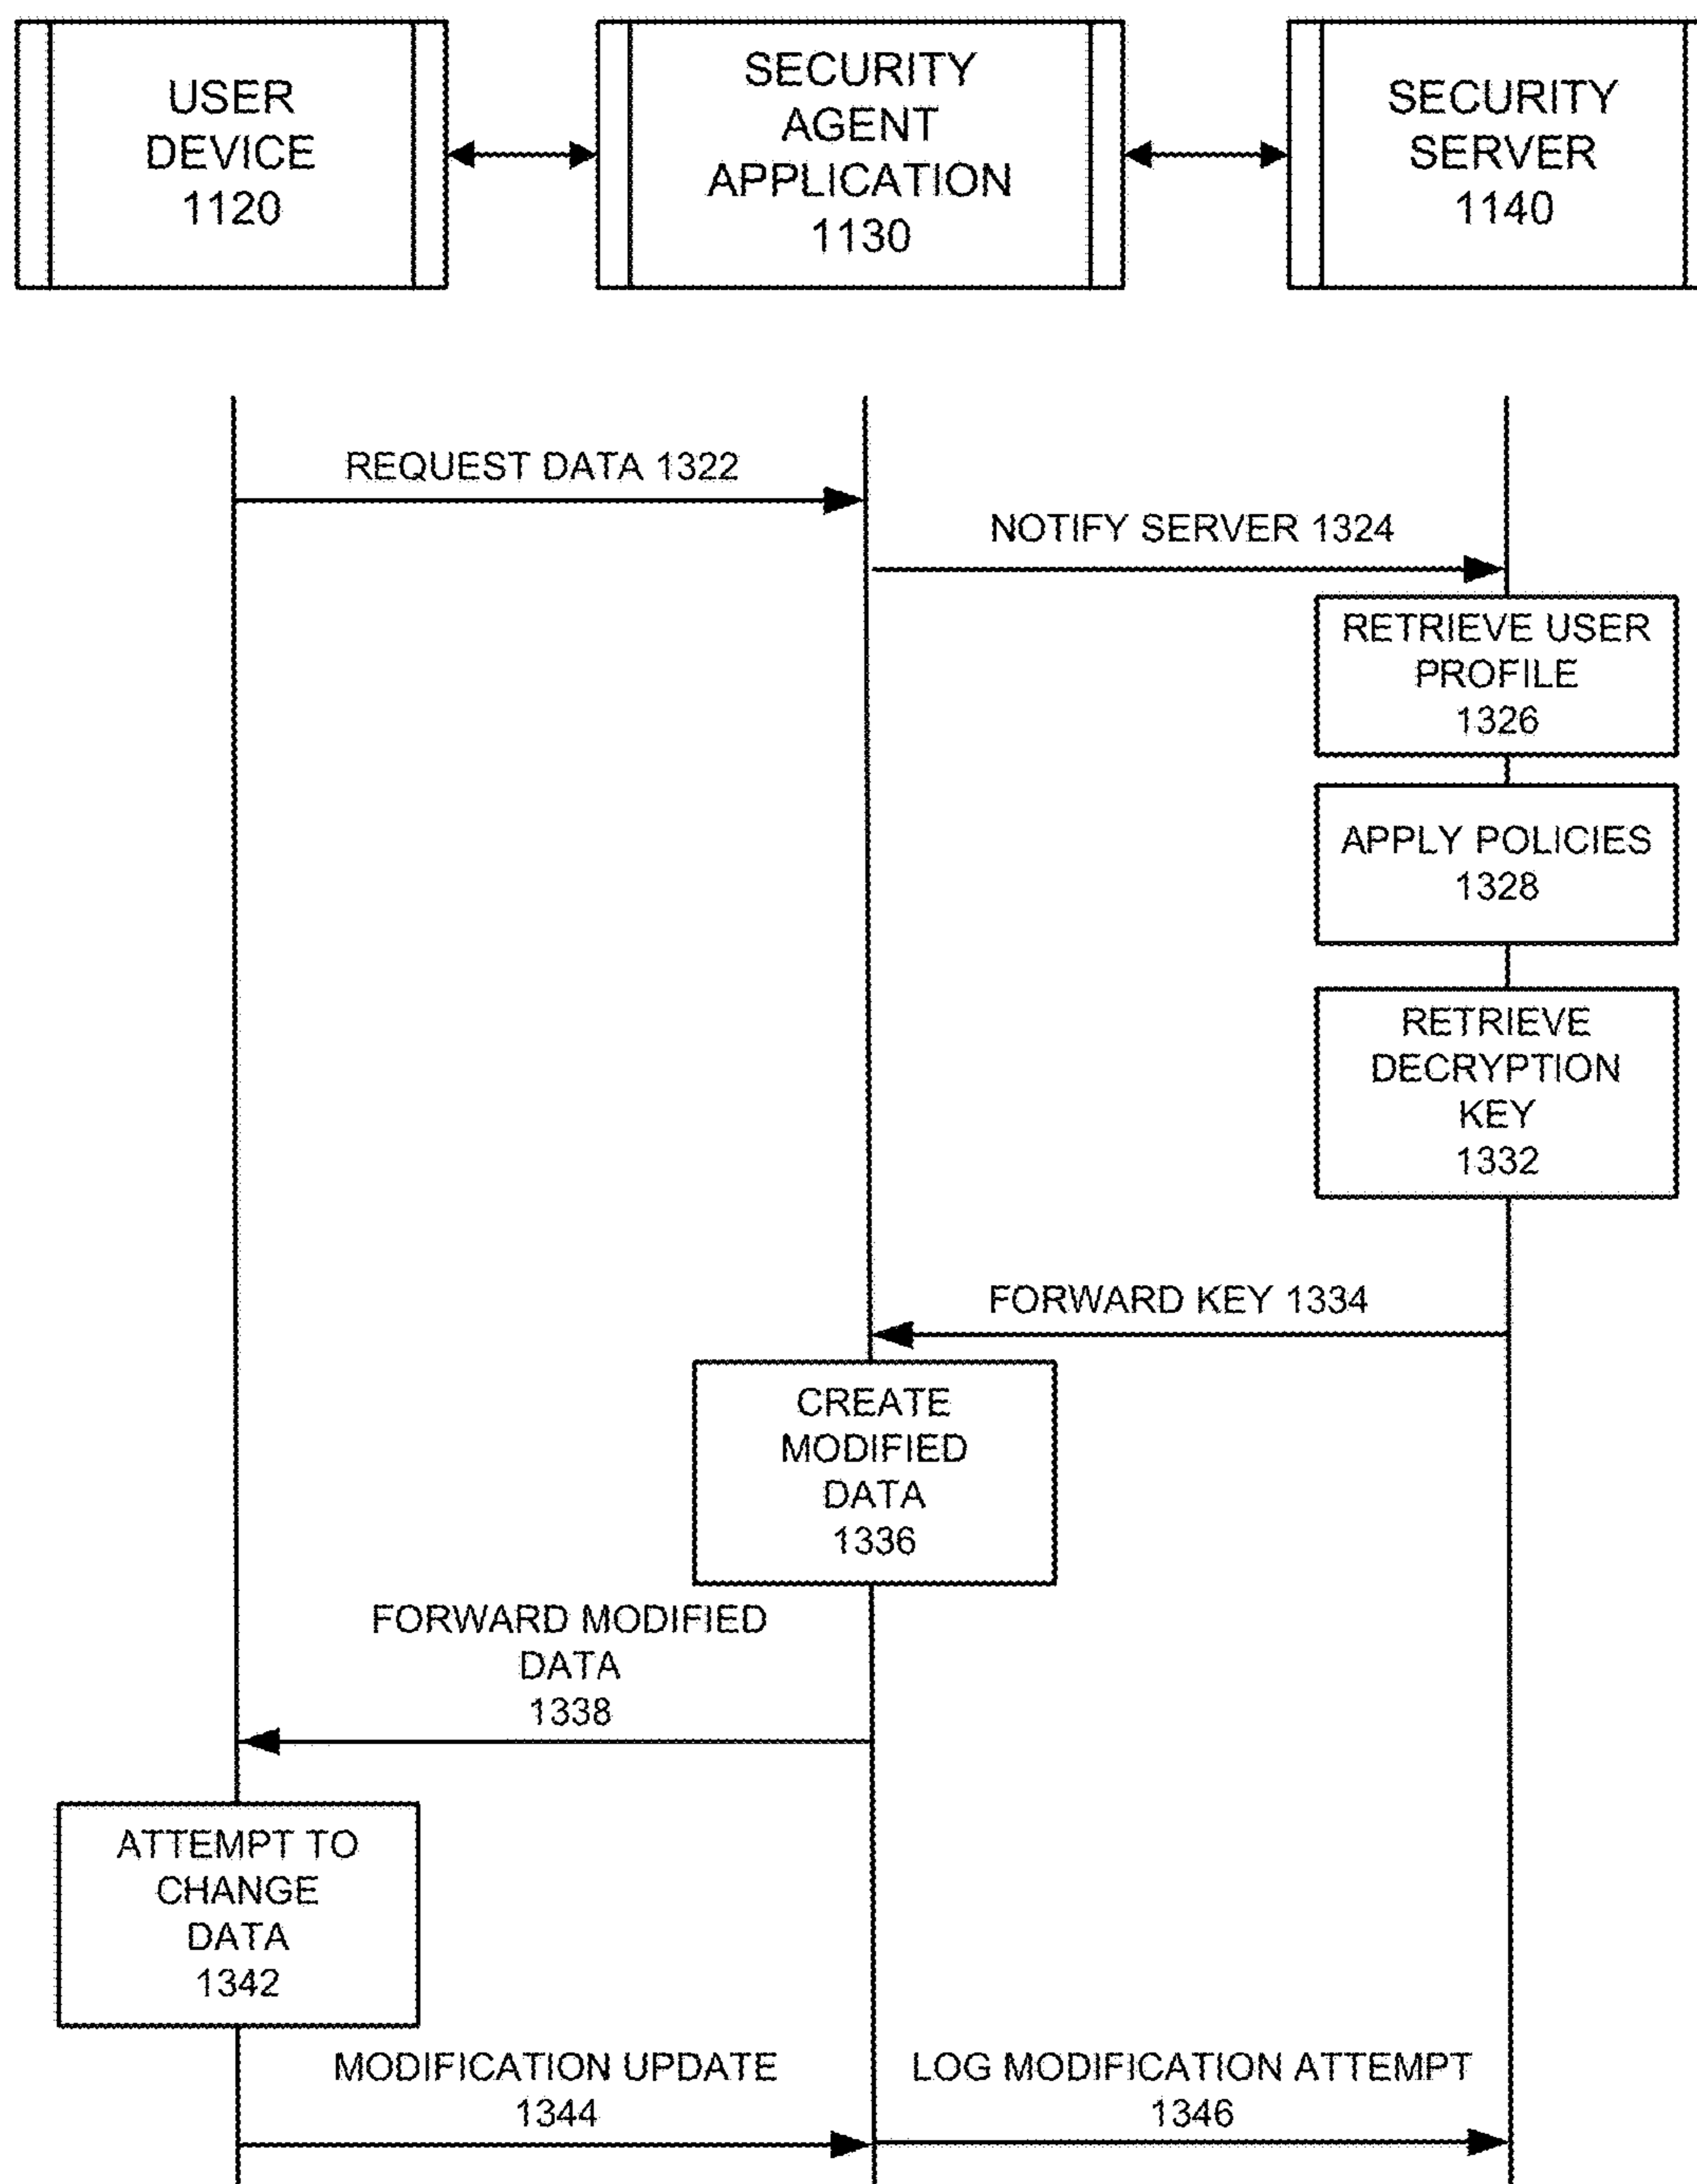 USER
DEVICE
1120
SECURITY
AGENT
APPLICATION
1130
SECURITY
SERVER
1140
REQUEST DATA 1322
NOTIFY SERVER 1324
RETRIEVE USER
PROFILE
1326
APPLY POLICIES
1328
RETRIEVE
DECRYPTION
KEY
1332
FORWARD KEY 1334
CREATE
MODIFIED
DATA
1336
FORWARD MODIFIED
DATA
1338
ATTEMPT TO
CHANGE
DATA
1342
MODIFICATION UPDATE
1344
LOG MODIFICATION ATTEMPT
1346